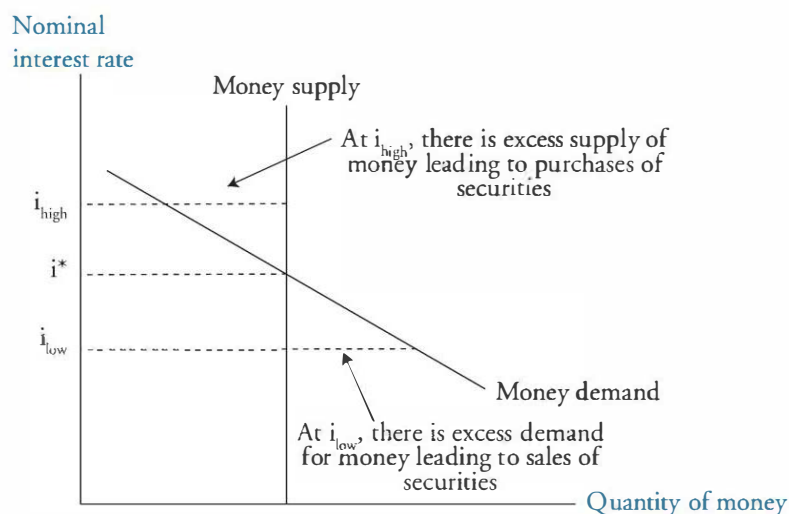 Nominal
interest rate
Money supply
At i_high, there is excess supply of
money leading to purchases of
securities
i_high
i*
i_low
Money demand
At i_low, there is excess demand
for money leading to sales of
securities
Quantity of money